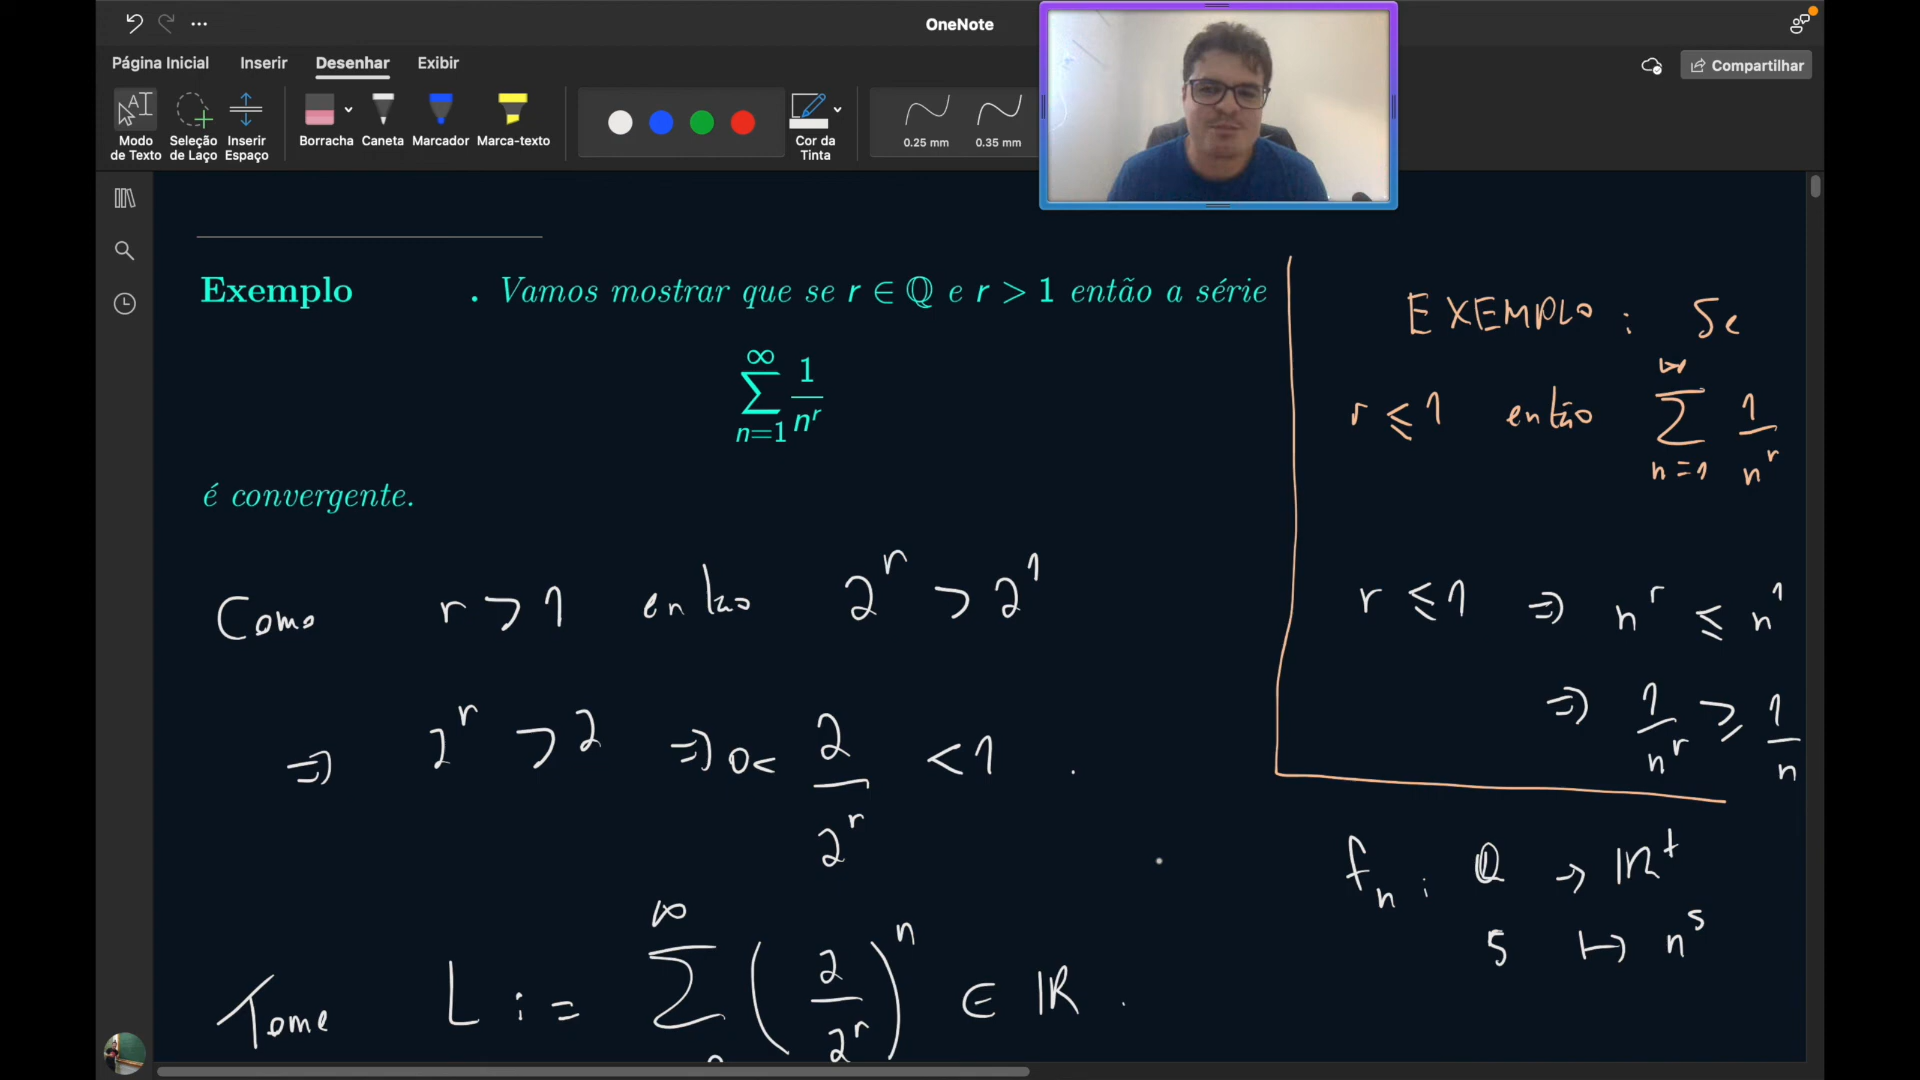 OneNote
Página Inicial Inserir Desenhar Exibir
Compartilhar
Modo de Texto
Seleção de Laço
Inserir Espaço
Borracha Caneta Marcador Marca-texto
Cor da Tinta
0.25 mm 0.35 mm
Exemplo . Vamos mostrar que se r ∈ ℚ e r > 1 então a série
∞
∑ 1/n^r
n=1
é convergente.
Como r > 1 então 2^r > 2^1
⇒ 2^r > 2 ⇒ 0 < 2/2^r < 1 .
Tome L := ∞ ∑ (2/2^r)^n ∈ ℝ .
EXEMPLO : Se
r ⩽ 1 então ∞ ∑ n=1 1/n^r
r ⩽ 1 ⇒ n^r ⩽ n^1
⇒ 1/n^r ⩾ 1/n
f_n : ℚ → ℝ^+
s ↦ n^s